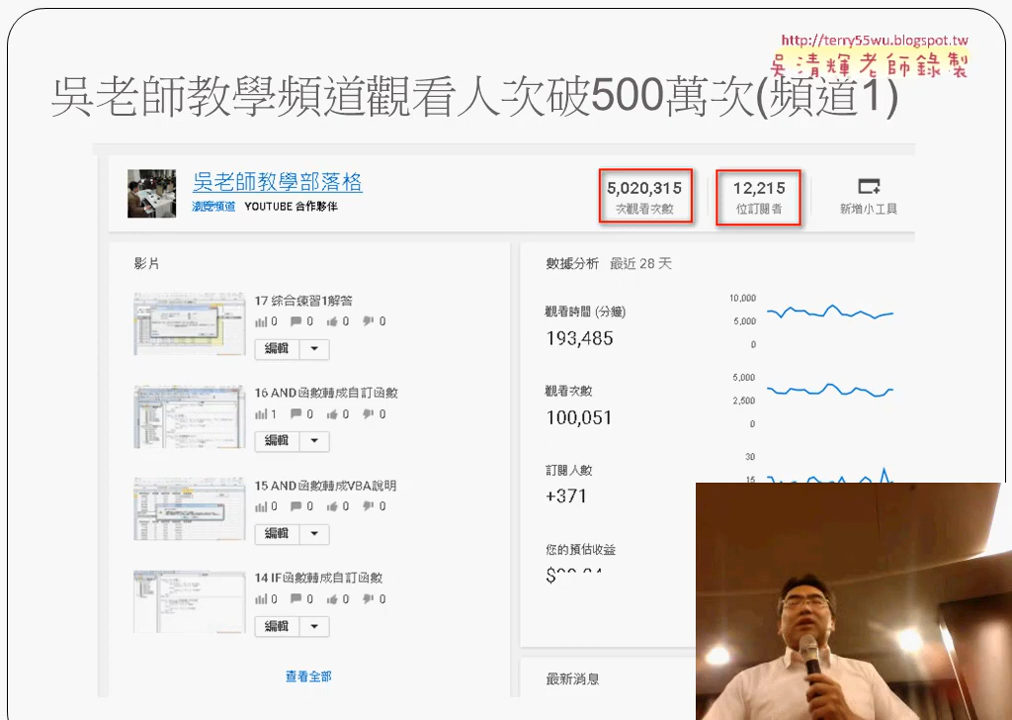 http://terry55wu.blogspot.tw
吳清輝老師錄製
吳老師教學頻道觀看人次破500萬次(頻道1)
吳老師教學部落格
瀏覽頻道 YOUTUBE 合作夥伴
5,020,315
次觀看次數
12,215
位訂閱者
新增小工具
影片
17 綜合練習1解答
0 0 0 0
編輯
16 AND函數轉成自訂函數
1 0 0 0
編輯
15 AND函數轉成VBA說明
0 0 0 0
編輯
14 IF函數轉成自訂函數
0 0 0 0
編輯
查看全部
數據分析 最近 28 天
觀看時間 (分鐘)
193,485
10,000
5,000
0
觀看次數
100,051
5,000
2,500
0
訂閱人數
+371
30
15
您的預估收益
最新消息